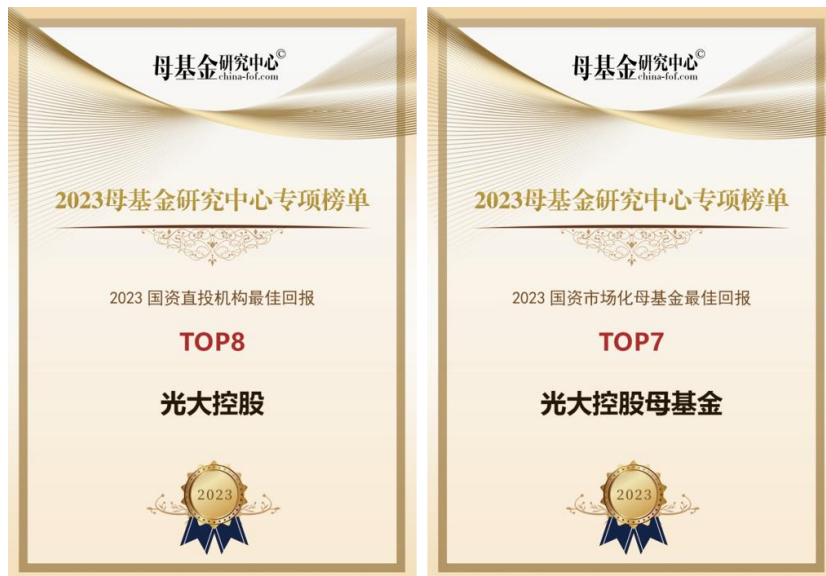 母基金研究中心©
china-fof.com
2023母基金研究中心专项榜单
2023 国资直投机构最佳回报
TOP8
光大控股
2023
母基金研究中心©
china-fof.com
2023母基金研究中心专项榜单
2023 国资市场化母基金最佳回报
TOP7
光大控股母基金
2023